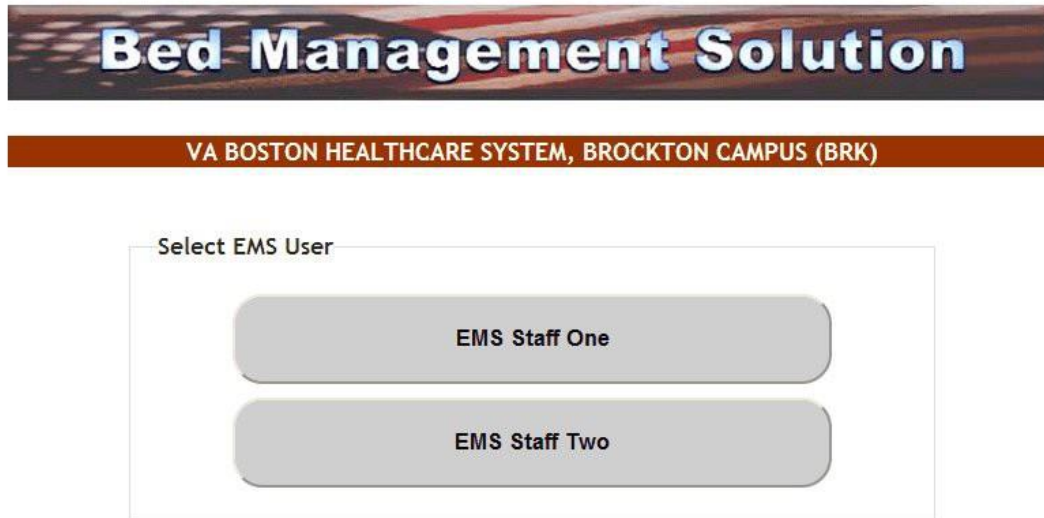 Bed Management Solution
VA BOSTON HEALTHCARE SYSTEM, BROCKTON CAMPUS (BRK)
Select EMS User
EMS Staff One
EMS Staff Two